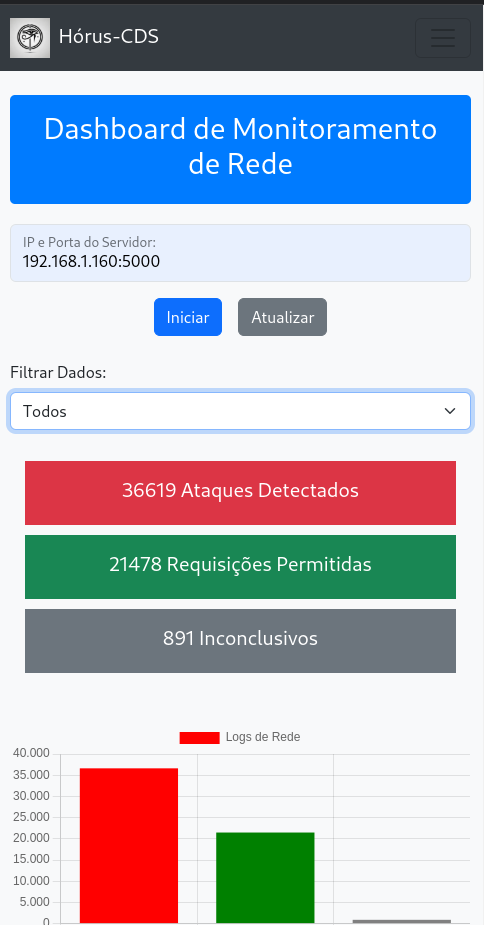 Hórus-CDS
Dashboard de Monitoramento
de Rede
IP e Porta do Servidor:
192.168.1.160:5000
Iniciar
Atualizar
Filtrar Dados:
Todos
36619 Ataques Detectados
21478 Requisições Permitidas
891 Inconclusivos
Logs de Rede
40.000
35.000
30.000
25.000
20.000
15.000
10.000
5.000
0